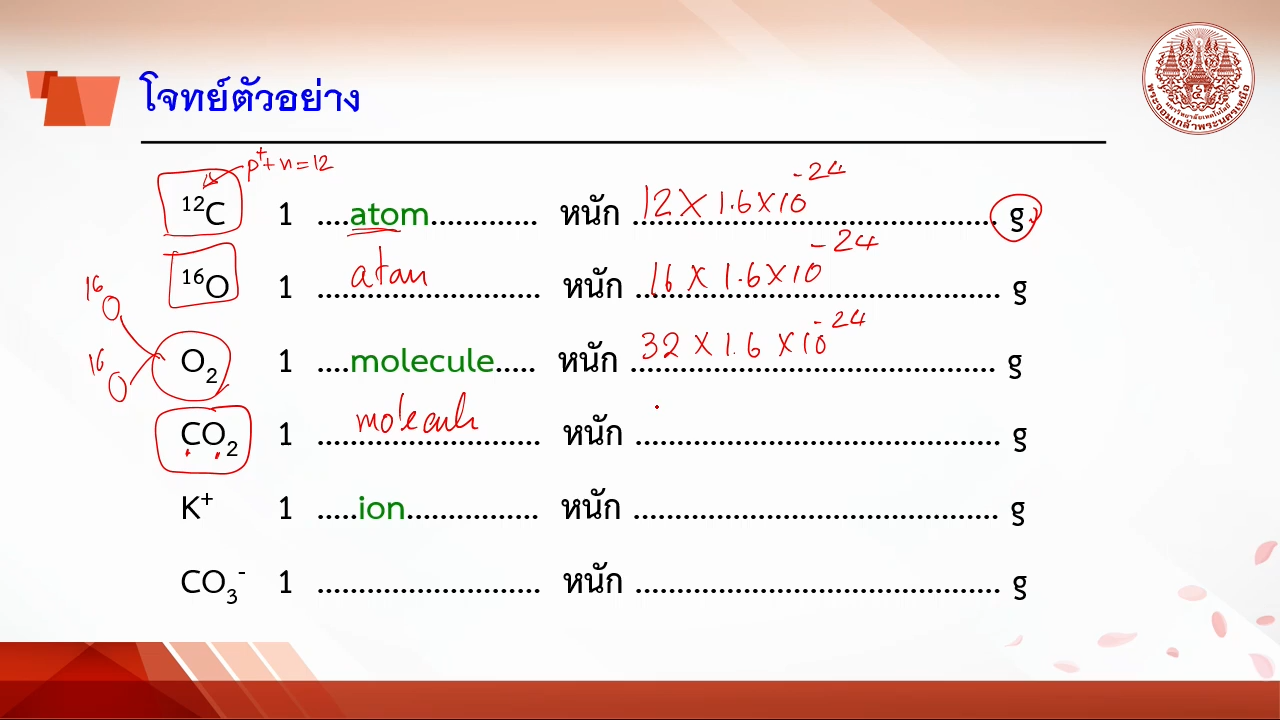 โจทย์ตัวอย่าง
p⁺ + n = 12
¹²C 1 ....atom............. หนัก 12 × 1.6 × 10⁻²⁴ g
¹⁶O 1 atom หนัก 16 × 1.6 × 10⁻²⁴ g
¹⁶O
¹⁶O
O₂ 1 ....molecule..... หนัก 32 × 1.6 × 10⁻²⁴ g
CO₂ 1 molecule หนัก ............................................ g
K⁺ 1 .....ion................ หนัก ............................................ g
CO₃⁻ 1 ........................... หนัก ............................................ g